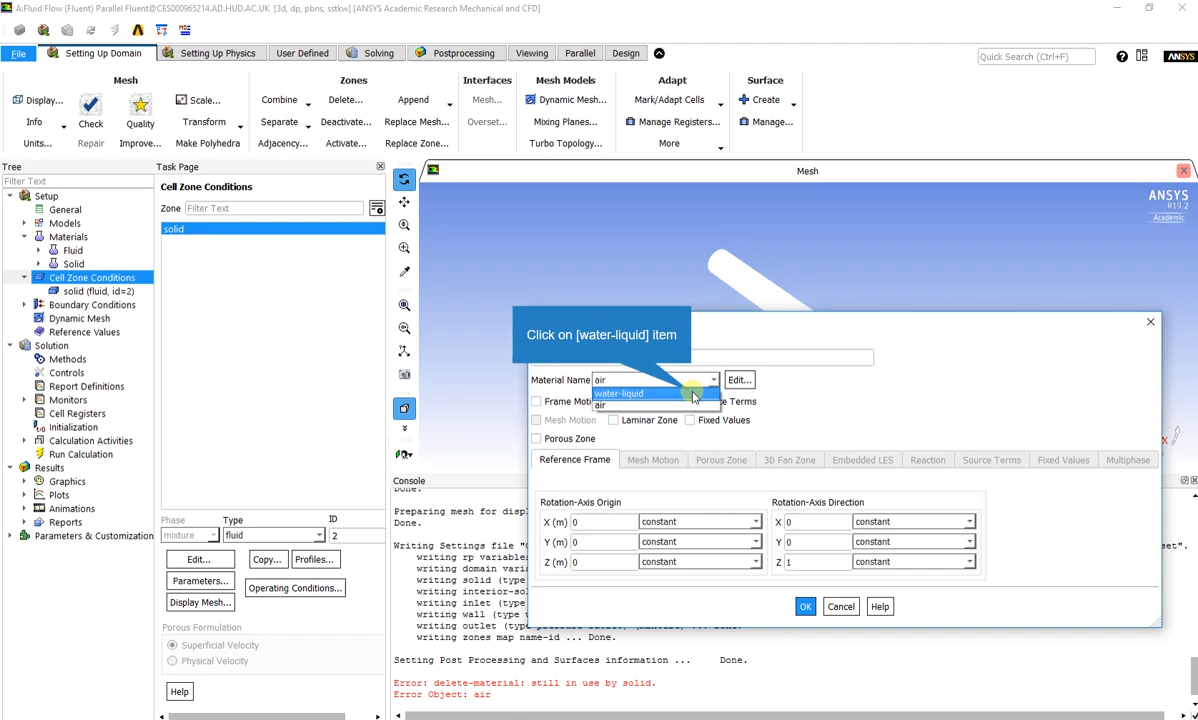 A:Fluid Flow (Fluent) Parallel Fluent@CES000965214.AD.HUD.AC.UK [3d, dp, pbns, sstkw] [ANSYS Academic Research Mechanical and CFD]
File
Setting Up Domain
Setting Up Physics
User Defined
Solving
Postprocessing
Viewing
Parallel
Design
Quick Search (Ctrl+F)
ANSYS
Mesh
Zones
Interfaces
Mesh Models
Adapt
Surface
Display...
Scale...
Combine
Delete...
Append
Mesh...
Dynamic Mesh...
Mark/Adapt Cells
Create
Info
Check
Quality
Transform
Separate
Deactivate...
Replace Mesh...
Overset...
Mixing Planes...
Manage Registers...
Manage...
Units...
Repair
Improve...
Make Polyhedra
Adjacency...
Activate...
Replace Zone...
Turbo Topology...
More
Tree
Filter Text
Setup
General
Models
Materials
Fluid
Solid
Cell Zone Conditions
solid (fluid, id=2)
Boundary Conditions
Dynamic Mesh
Reference Values
Solution
Methods
Controls
Report Definitions
Monitors
Cell Registers
Initialization
Calculation Activities
Run Calculation
Results
Graphics
Plots
Animations
Reports
Parameters & Customization
Task Page
Cell Zone Conditions
Zone Filter Text
solid
Phase
Type
ID
mixture
fluid
2
Edit...
Copy...
Profiles...
Parameters...
Operating Conditions...
Display Mesh...
Porous Formulation
Superficial Velocity
Physical Velocity
Help
Mesh
ANSYS
R19.2
Academic
X
Click on [water-liquid] item
Material Name air
Edit...
water-liquid
air
Terms
Mesh Motion
Laminar Zone
Fixed Values
Porous Zone
Reference Frame
Mesh Motion
Porous Zone
3D Fan Zone
Embedded LES
Reaction
Source Terms
Fixed Values
Multiphase
Rotation-Axis Origin
Rotation-Axis Direction
X (m) 0 constant
X 0 constant
Y (m) 0 constant
Y 0 constant
Z (m) 0 constant
Z 1 constant
OK
Cancel
Help
Console
Done.
Preparing mesh for disp
Done.
Writing Settings file "
writing rp variables
writing domain vari
writing solid (type
writing interior-so
writing inlet (type
writing wall (type
writing outlet (type
writing zones map name-id ... Done.
Setting Post Processing and Surfaces information ... Done.
Error: delete-material: still in use by solid.
Error Object: air